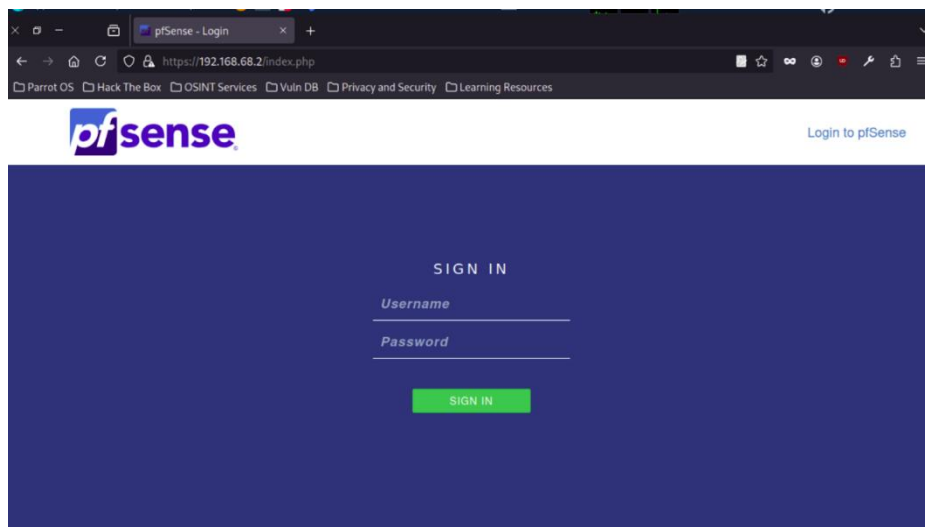 pfSense - Login
https://192.168.68.2/index.php
Parrot OS Hack The Box OSINT Services Vuln DB Privacy and Security Learning Resources
pfsense
Login to pfSense
SIGN IN
Username
Password
SIGN IN